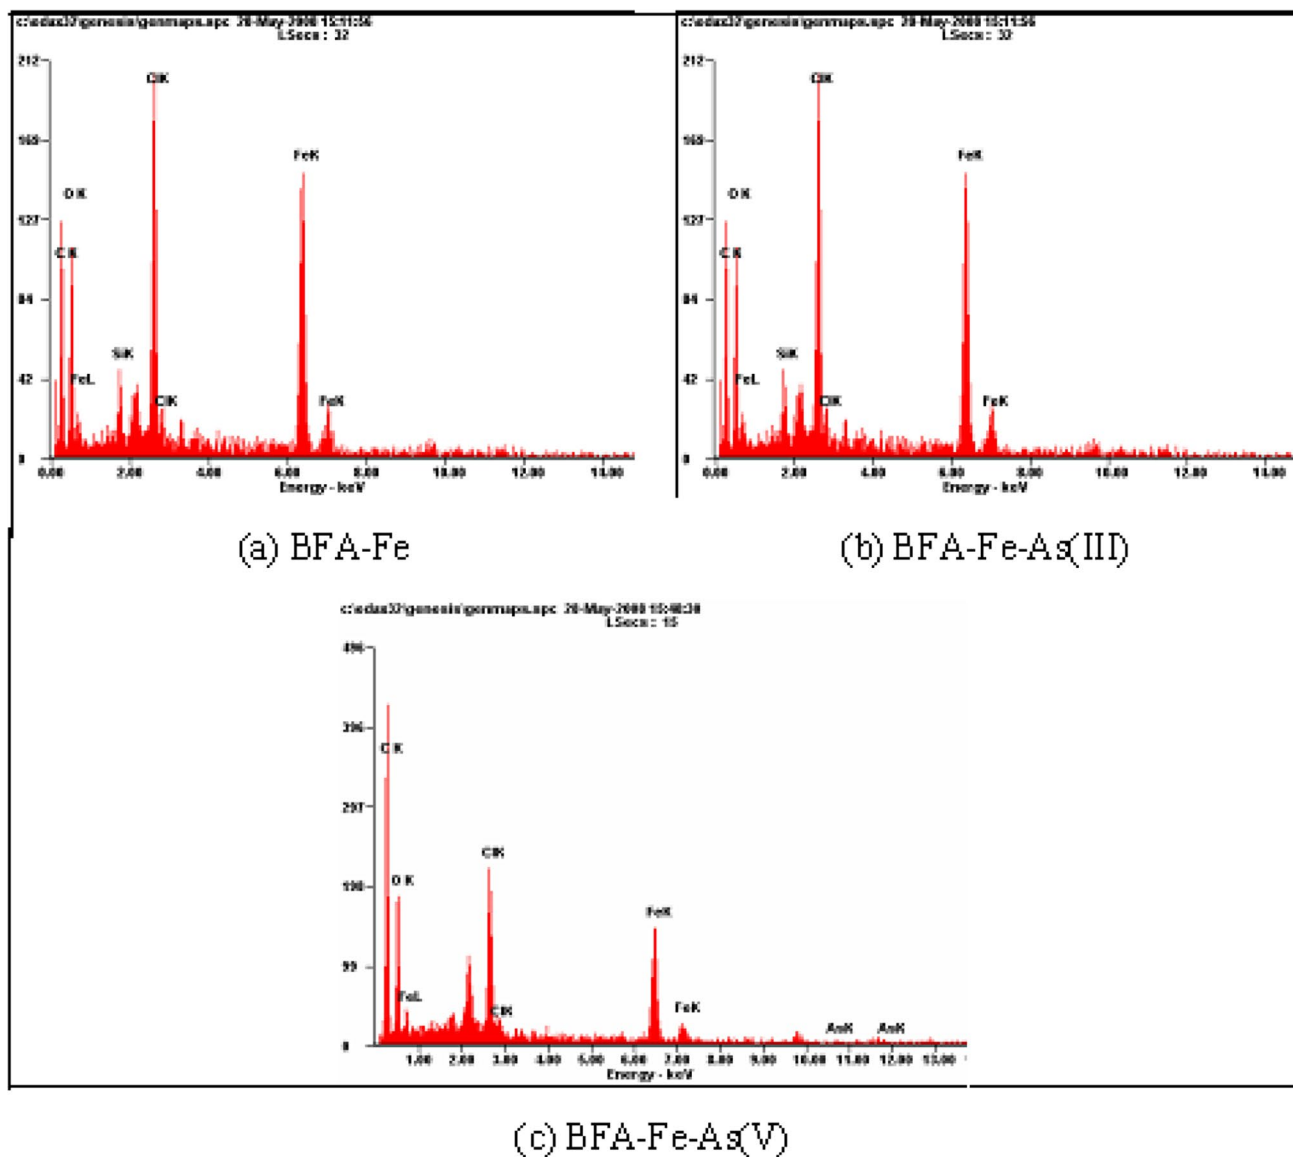 c:\edax32\genesis\genmaps.spc 20-May-2008 15:11:56
LSecs : 32
212
169
127
84
42
0
ClK
FeK
O K
C K
SiK
FeL
ClK
FeK
0.00 2.00 4.00 6.00 8.00 10.00 12.00 14.00
Energy - keV
(a) BFA-Fe
c:\edax32\genesis\genmaps.spc 20-May-2008 15:11:56
LSecs : 32
212
169
127
84
42
0
ClK
FeK
O K
C K
SiK
FeL
ClK
FeK
0.00 2.00 4.00 6.00 8.00 10.00 12.00 14.00
Energy - keV
(b) BFA-Fe-As(III)
c:\edax32\genesis\genmaps.spc 20-May-2008
LSecs : 15
496
396
297
198
99
0
C K
ClK
O K
FeK
FeL
ClK
FeK
AsK
AsK
1.00 2.00 3.00 4.00 5.00 6.00 7.00 8.00 9.00 10.00 11.00 12.00 13.00
Energy - keV
(c) BFA-Fe-As(V)